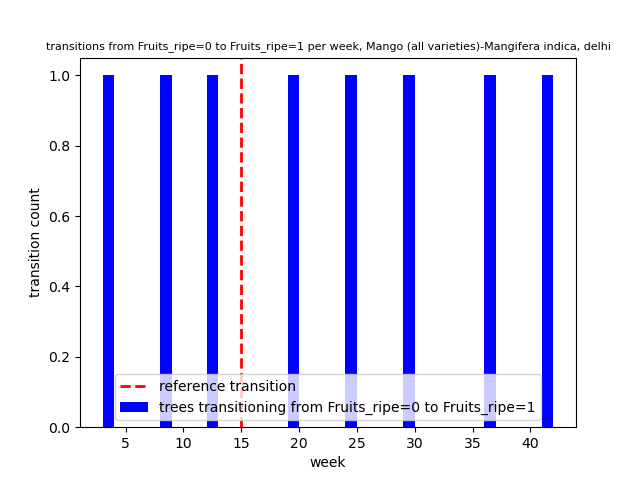 transitions from Fruits_ripe=0 to Fruits_ripe=1 per week, Mango (all varieties)-Mangifera indica, delhi
1.0
0.8
0.6
0.4
0.2
0.0
transition count
reference transition
trees transitioning from Fruits_ripe=0 to Fruits_ripe=1
5 10 15 20 25 30 35 40
week